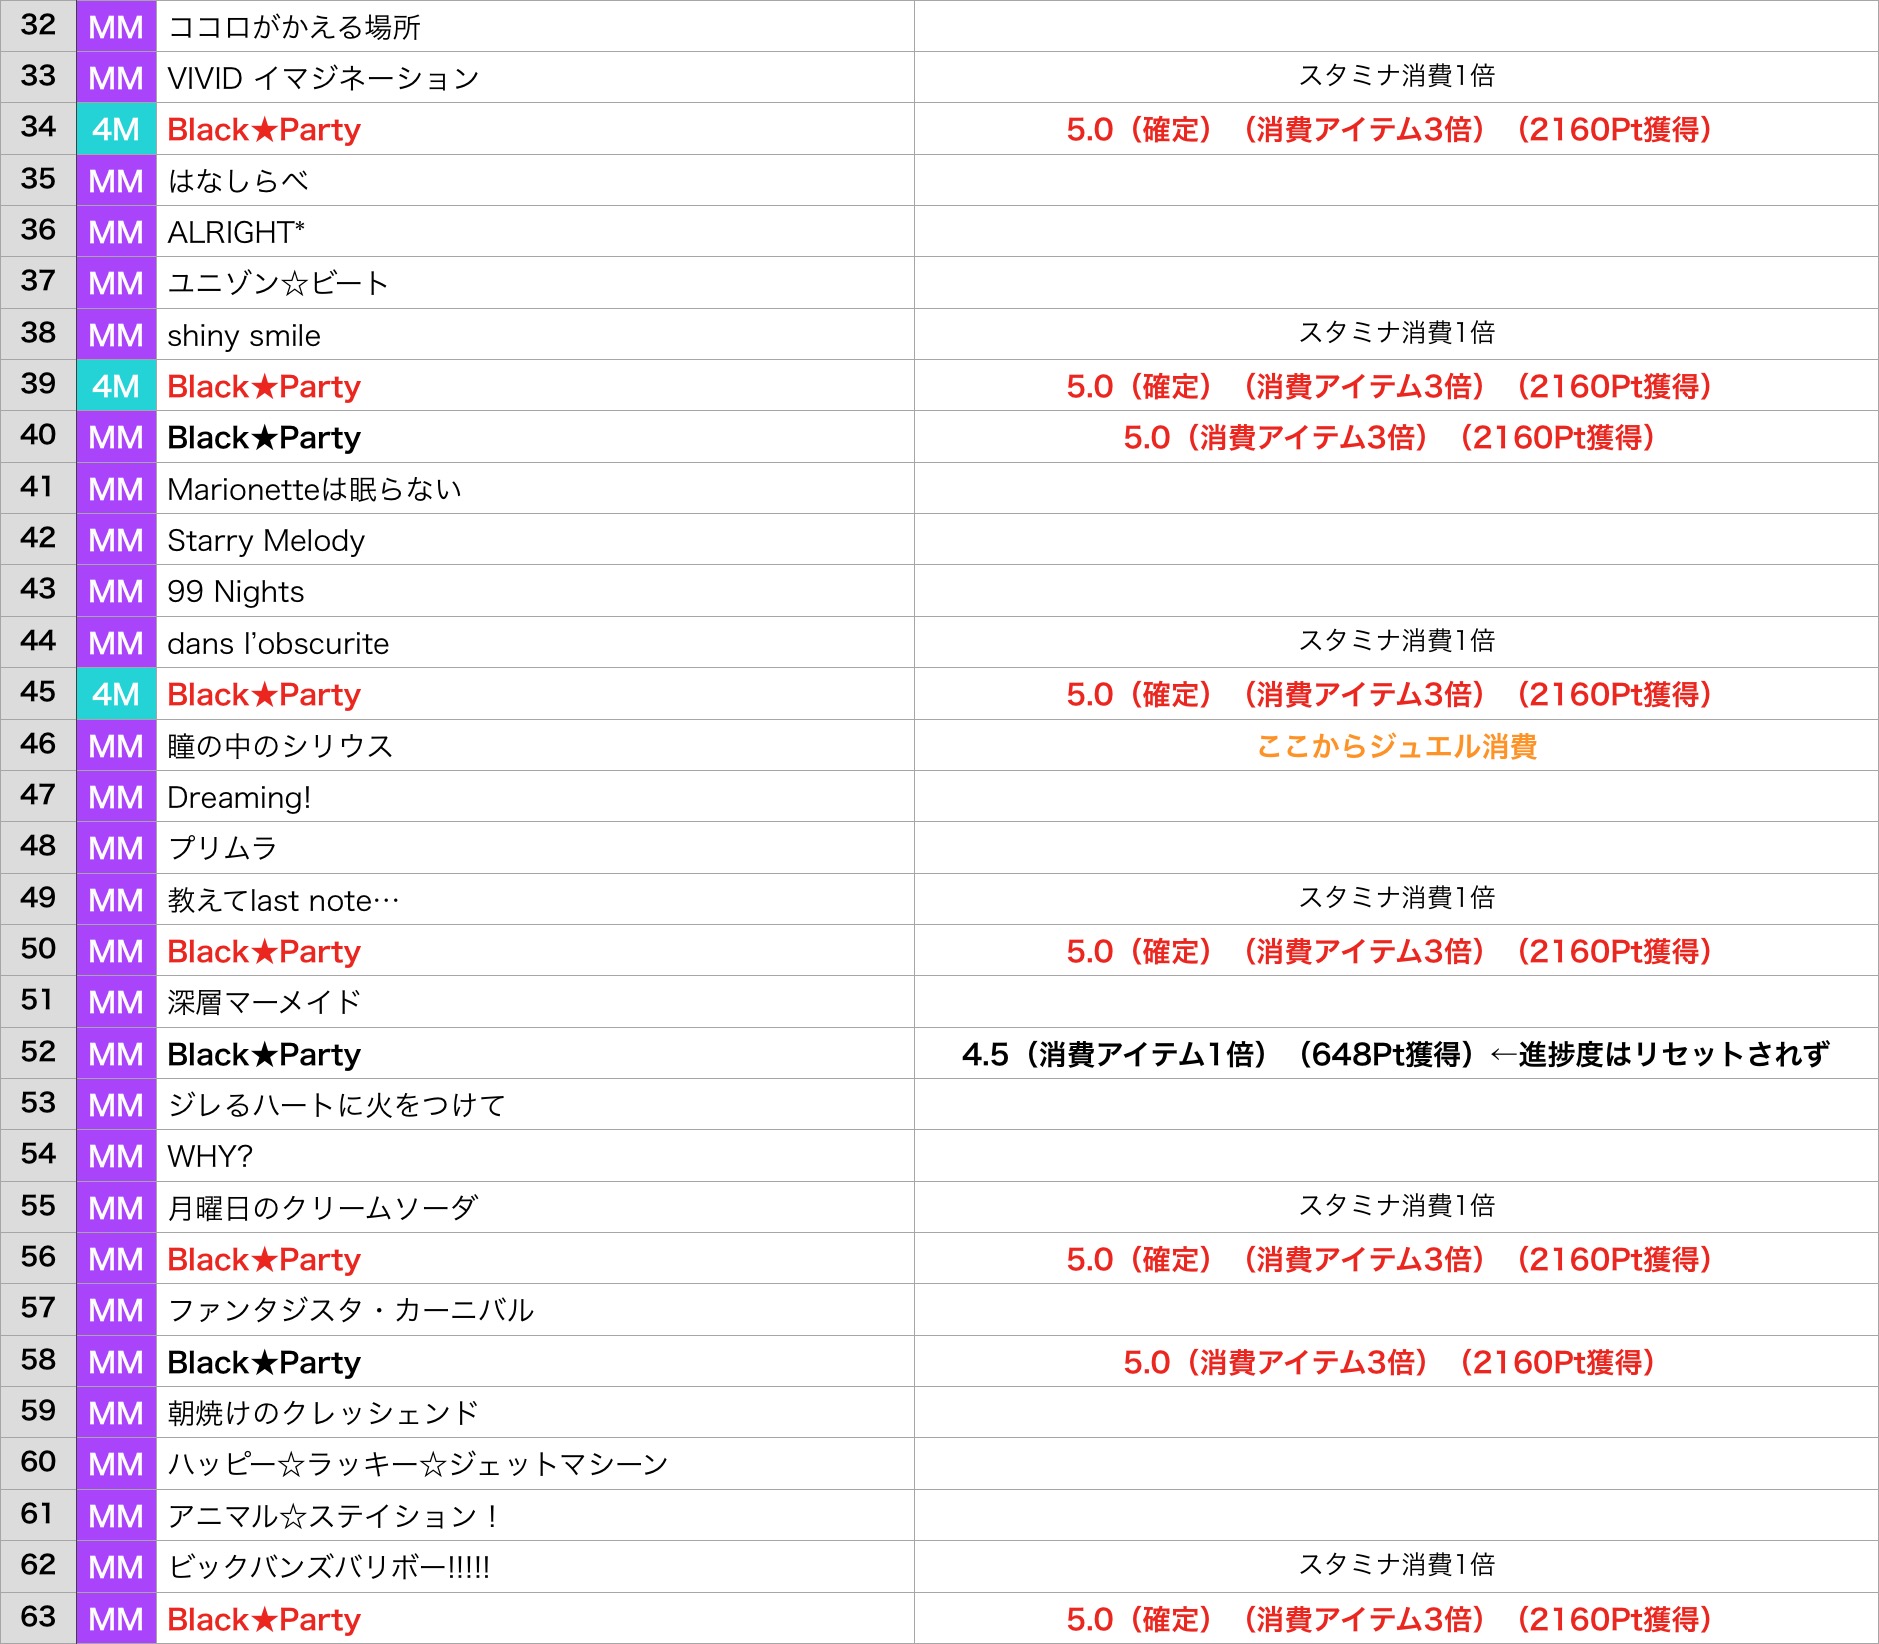 32 MM ココロがかえる場所
33 MM VIVID イマジネーション スタミナ消費1倍
34 4M Black★Party 5.0（確定）（消費アイテム3倍）（2160Pt獲得）
35 MM はなしらべ
36 MM ALRIGHT*
37 MM ユニゾン☆ビート
38 MM shiny smile スタミナ消費1倍
39 4M Black★Party 5.0（確定）（消費アイテム3倍）（2160Pt獲得）
40 MM Black★Party 5.0（消費アイテム3倍）（2160Pt獲得）
41 MM Marionetteは眠らない
42 MM Starry Melody
43 MM 99 Nights
44 MM dans l’obscurite スタミナ消費1倍
45 4M Black★Party 5.0（確定）（消費アイテム3倍）（2160Pt獲得）
46 MM 瞳の中のシリウス ここからジュエル消費
47 MM Dreaming!
48 MM プリムラ
49 MM 教えてlast note… スタミナ消費1倍
50 MM Black★Party 5.0（確定）（消費アイテム3倍）（2160Pt獲得）
51 MM 深層マーメイド
52 MM Black★Party 4.5（消費アイテム1倍）（648Pt獲得）←進捗度はリセットされず
53 MM ジレるハートに火をつけて
54 MM WHY?
55 MM 月曜日のクリームソーダ スタミナ消費1倍
56 MM Black★Party 5.0（確定）（消費アイテム3倍）（2160Pt獲得）
57 MM ファンタジスタ・カーニバル
58 MM Black★Party 5.0（消費アイテム3倍）（2160Pt獲得）
59 MM 朝焼けのクレッシェンド
60 MM ハッピー☆ラッキー☆ジェットマシーン
61 MM アニマル☆ステイション！
62 MM ビックバンズバリボー!!!!! スタミナ消費1倍
63 MM Black★Party 5.0（確定）（消費アイテム3倍）（2160Pt獲得）